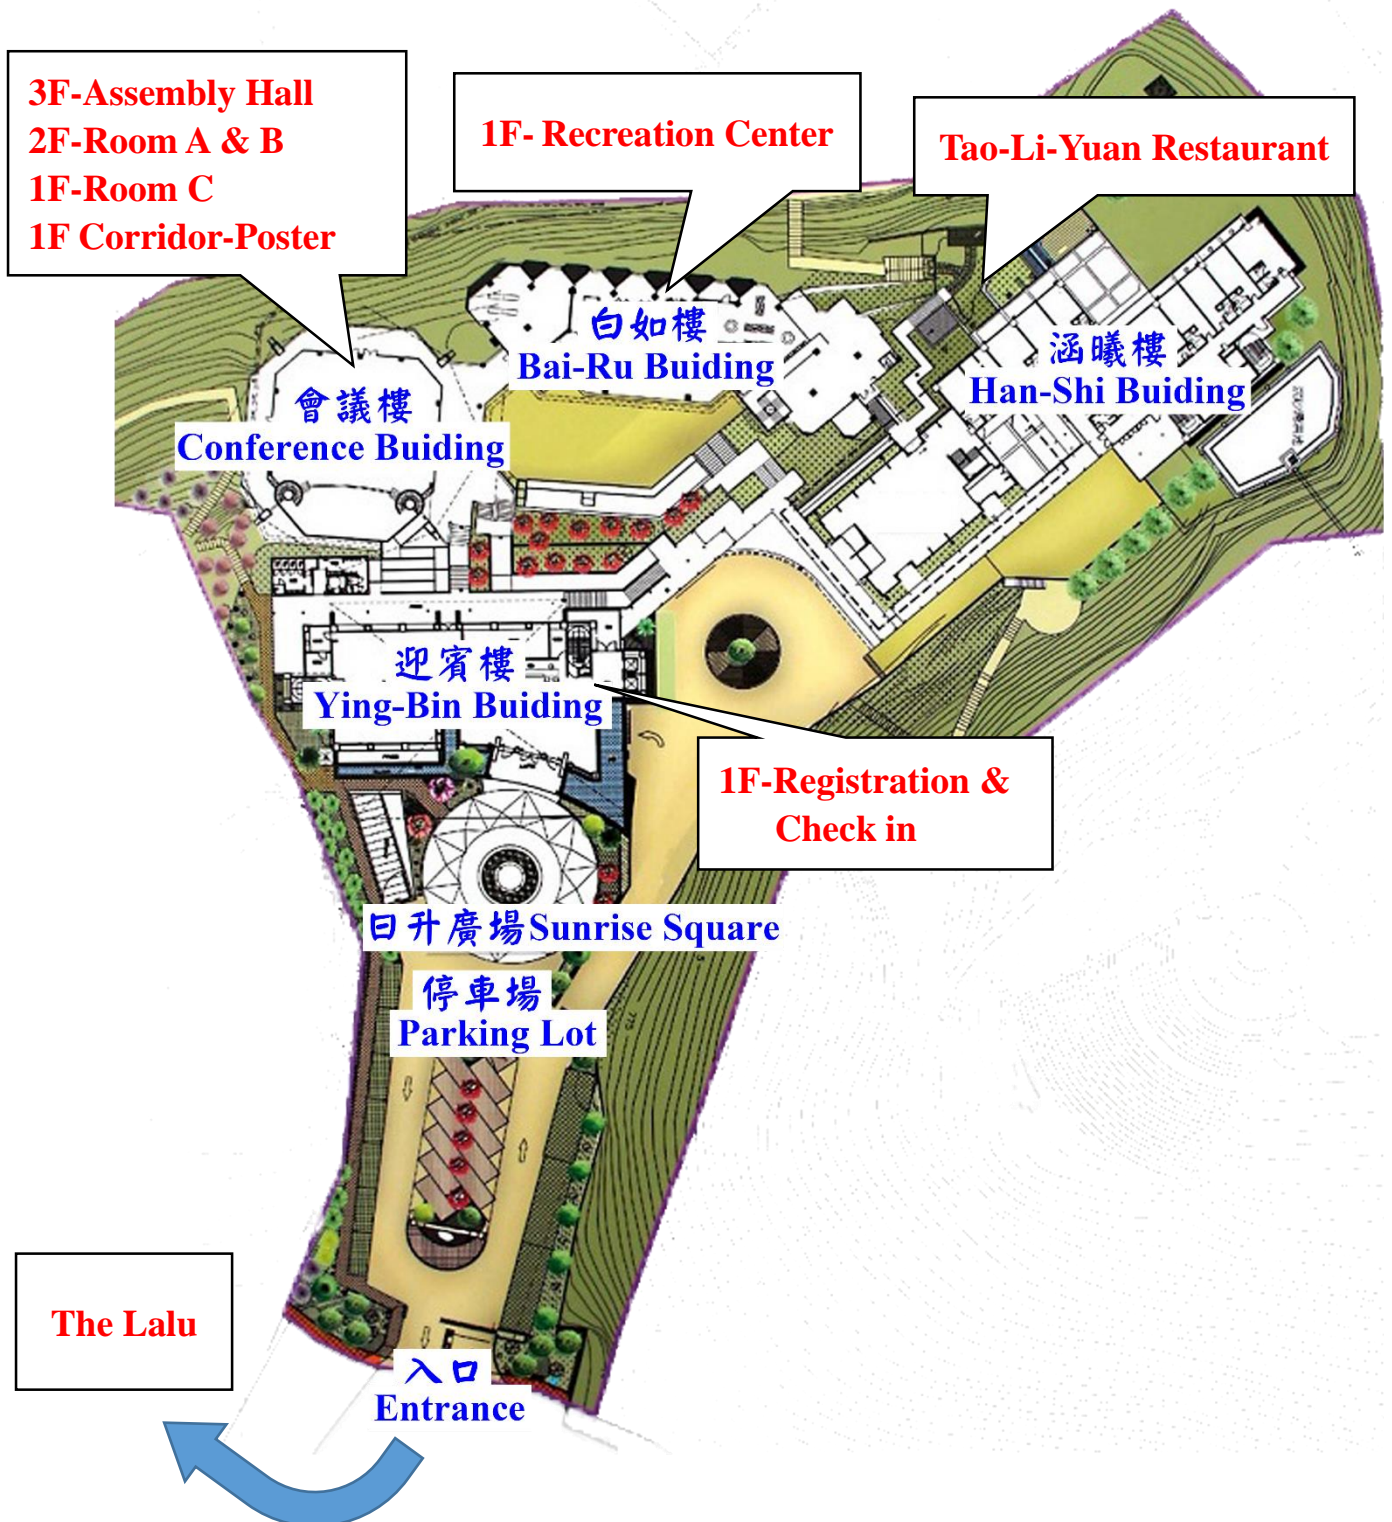 3F-Assembly Hall
2F-Room A & B
1F-Room C
1F Corridor-Poster
1F- Recreation Center
Tao-Li-Yuan Restaurant
白如樓
Bai-Ru Buiding
涵曦樓
Han-Shi Buiding
會議樓
Conference Buiding
迎賓樓
Ying-Bin Buiding
1F-Registration &
Check in
日升廣場Sunrise Square
停車場
Parking Lot
The Lalu
入口
Entrance